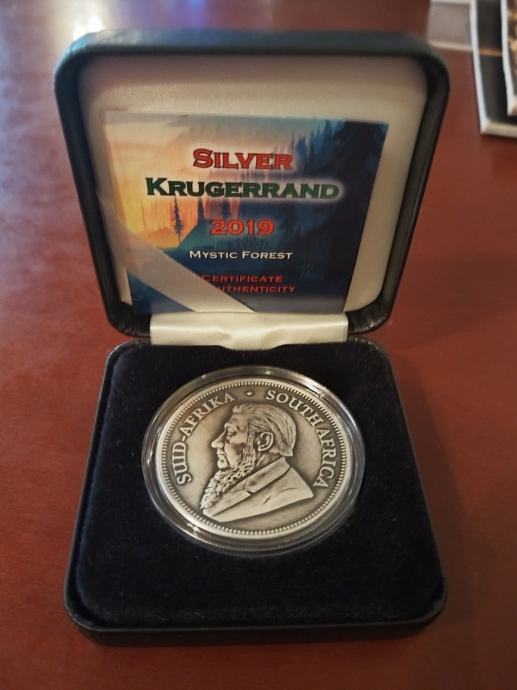 SILVER
KRUGERRAND
2019
MYSTIC FOREST
CERTIFICATE
AUTHENTICITY
SUID-AFRIKA · SOUTH AFRICA